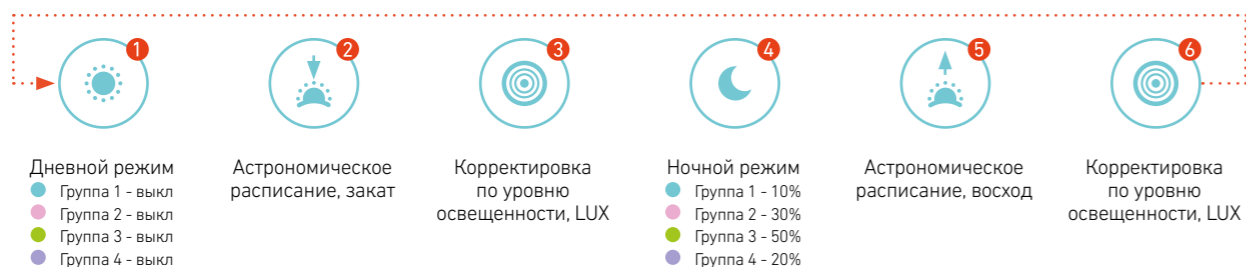 1
2
3
4
5
6
Дневной режим
Группа 1 - выкл
Группа 2 - выкл
Группа 3 - выкл
Группа 4 - выкл
Астрономическое
расписание, закат
Корректировка
по уровню
освещенности, LUX
Ночной режим
Группа 1 - 10%
Группа 2 - 30%
Группа 3 - 50%
Группа 4 - 20%
Астрономическое
расписание, восход
Корректировка
по уровню
освещенности, LUX